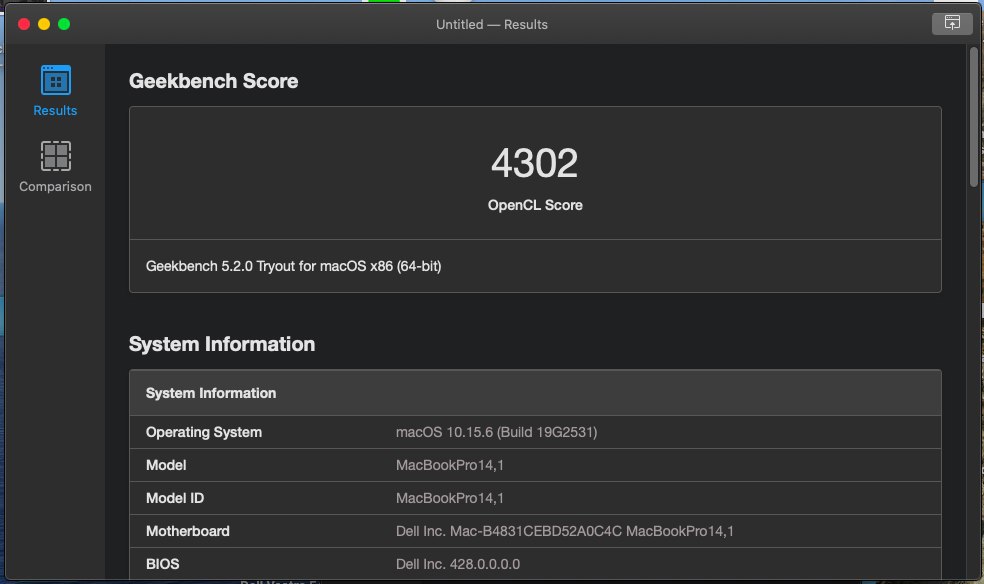 Untitled — Results
Results
Comparison
Geekbench Score
4302
OpenCL Score
Geekbench 5.2.0 Tryout for macOS x86 (64-bit)
System Information
System Information
Operating System macOS 10.15.6 (Build 19G2531)
Model MacBookPro14,1
Model ID MacBookPro14,1
Motherboard Dell Inc. Mac-B4831CEBD52A0C4C MacBookPro14,1
BIOS Dell Inc. 428.0.0.0.0